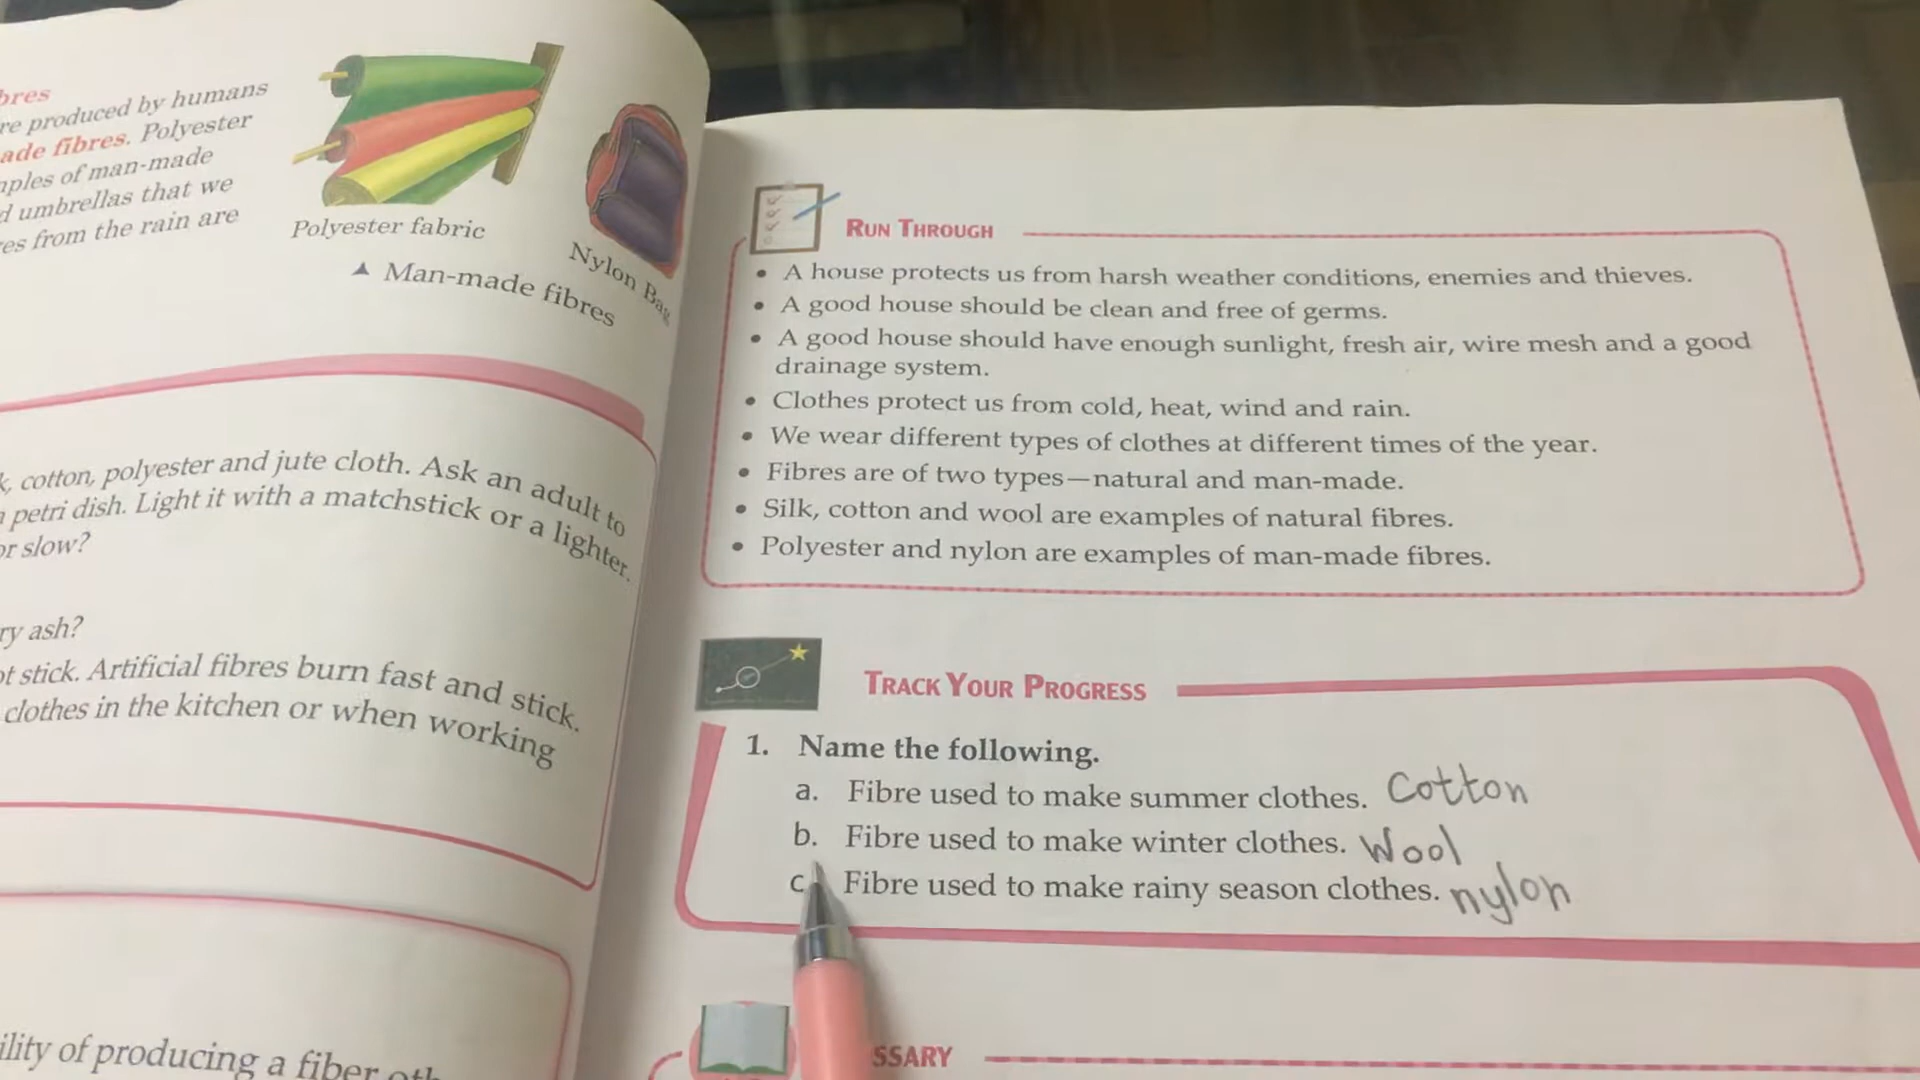 bres
re produced by humans
ade fibres. Polyester
ples of man-made
d umbrellas that we
es from the rain are
Polyester fabric
Nylon Bag
Man-made fibres
k, cotton, polyester and jute cloth. Ask an adult to
petri dish. Light it with a matchstick or a lighter.
or slow?
ry ash?
ot stick. Artificial fibres burn fast and stick.
clothes in the kitchen or when working
ility of producing a fiber oth
RUN THROUGH
• A house protects us from harsh weather conditions, enemies and thieves.
• A good house should be clean and free of germs.
• A good house should have enough sunlight, fresh air, wire mesh and a good
drainage system.
• Clothes protect us from cold, heat, wind and rain.
• We wear different types of clothes at different times of the year.
• Fibres are of two types—natural and man-made.
• Silk, cotton and wool are examples of natural fibres.
• Polyester and nylon are examples of man-made fibres.
TRACK YOUR PROGRESS
1. Name the following.
a. Fibre used to make summer clothes. Cotton
b. Fibre used to make winter clothes. Wool
c Fibre used to make rainy season clothes. nylon
SSARY